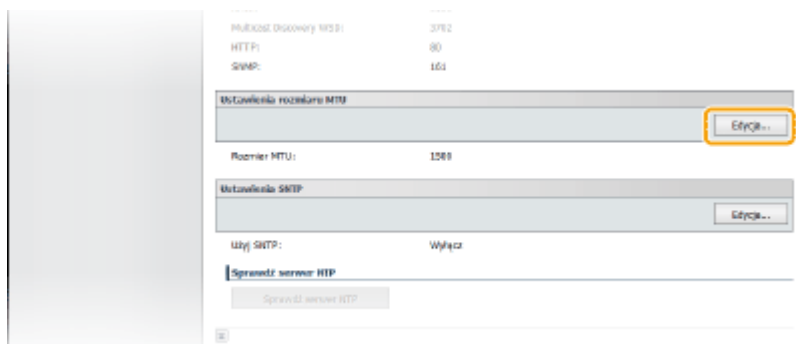 Multicast Discovery WSD: 3702
HTTP: 80
SNMP: 161
Ustawienia rozmiaru MTU
Edycja...
Rozmiar MTU: 1500
Ustawienia SNTP
Edycja...
Użyj SNTP: Wyłącz
Sprawdź serwer NTP
Sprawdź serwer NTP